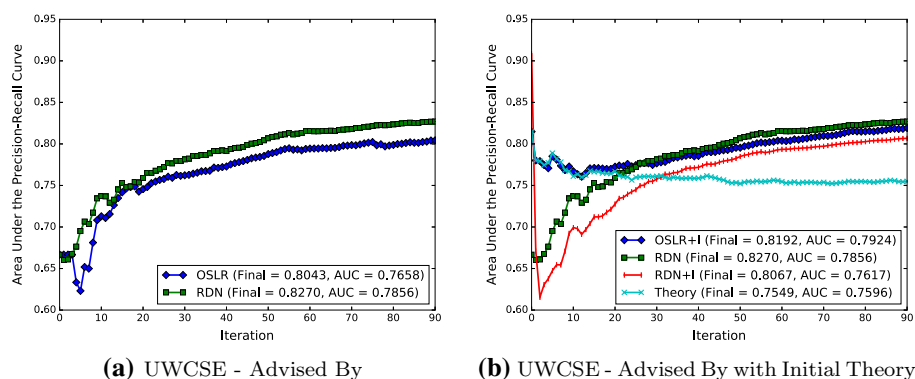 0.95
0.90
0.85
0.80
0.75
0.70
0.65
0.60
Area Under the Precision-Recall Curve
OSLR (Final = 0.8043, AUC = 0.7658)
RDN (Final = 0.8270, AUC = 0.7856)
0 10 20 30 40 50 60 70 80 90
Iteration
(a) UWCSE - Advised By
0.95
0.90
0.85
0.80
0.75
0.70
0.65
0.60
Area Under the Precision-Recall Curve
OSLR+I (Final = 0.8192, AUC = 0.7924)
RDN (Final = 0.8270, AUC = 0.7856)
RDN+I (Final = 0.8067, AUC = 0.7617)
Theory (Final = 0.7549, AUC = 0.7596)
0 10 20 30 40 50 60 70 80 90
Iteration
(b) UWCSE - Advised By with Initial Theory